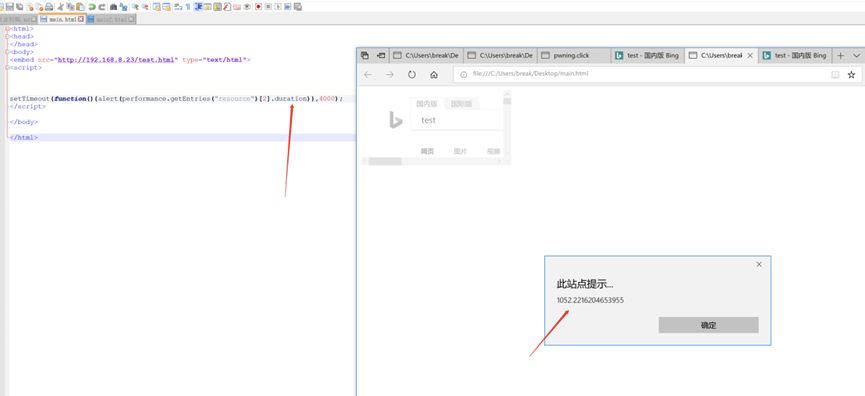 main.html
main2.html
<html>
<head>
</head>
<body>
<embed src="http://192.168.8.23/test.html" type="text/html">
<script>
setTimeout(function(){alert(performance.getEntries("resource")[2].duration)},4000);
</script>
</body>
</html>
C:\Users\break\De
C:\Users\break\De
pwning.click
test - 国内版 Bing
C:\Users\break
test - 国内版 Bing
file:///C:/Users/break/Desktop/main.html
国内版 国际版
test
网页 图片 视频
此站点提示...
1052.2216204653955
确定